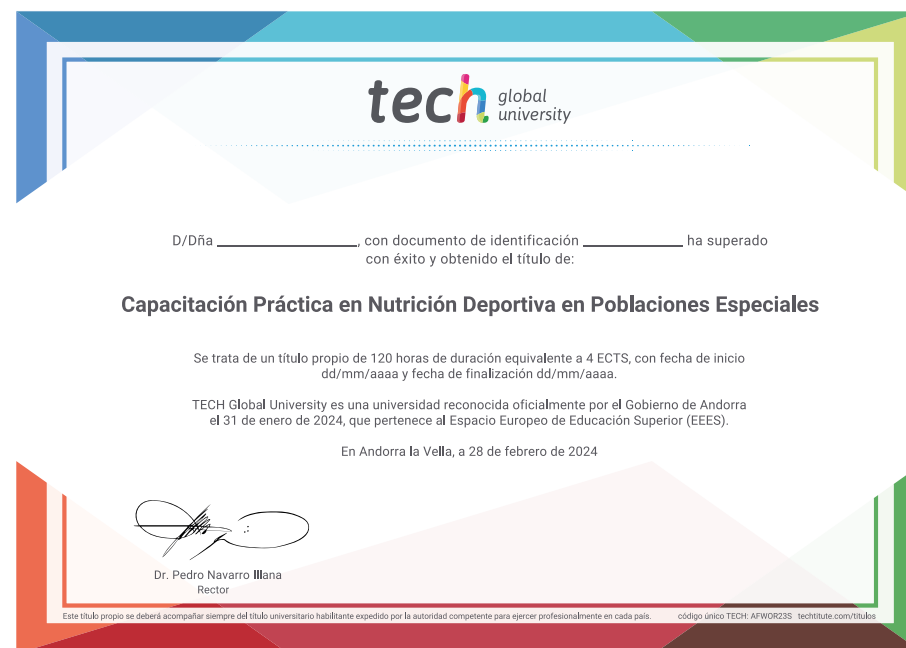 tech global university
D/Dña ____________________, con documento de identificación ______________ ha superado
con éxito y obtenido el título de:
Capacitación Práctica en Nutrición Deportiva en Poblaciones Especiales
Se trata de un título propio de 120 horas de duración equivalente a 4 ECTS, con fecha de inicio
dd/mm/aaaa y fecha de finalización dd/mm/aaaa.
TECH Global University es una universidad reconocida oficialmente por el Gobierno de Andorra
el 31 de enero de 2024, que pertenece al Espacio Europeo de Educación Superior (EEES).
En Andorra la Vella, a 28 de febrero de 2024
Dr. Pedro Navarro Illana
Rector
Este título propio se deberá acompañar siempre del título universitario habilitante expedido por la autoridad competente para ejercer profesionalmente en cada país. código único TECH: AFWOR23S techtitute.com/titulos